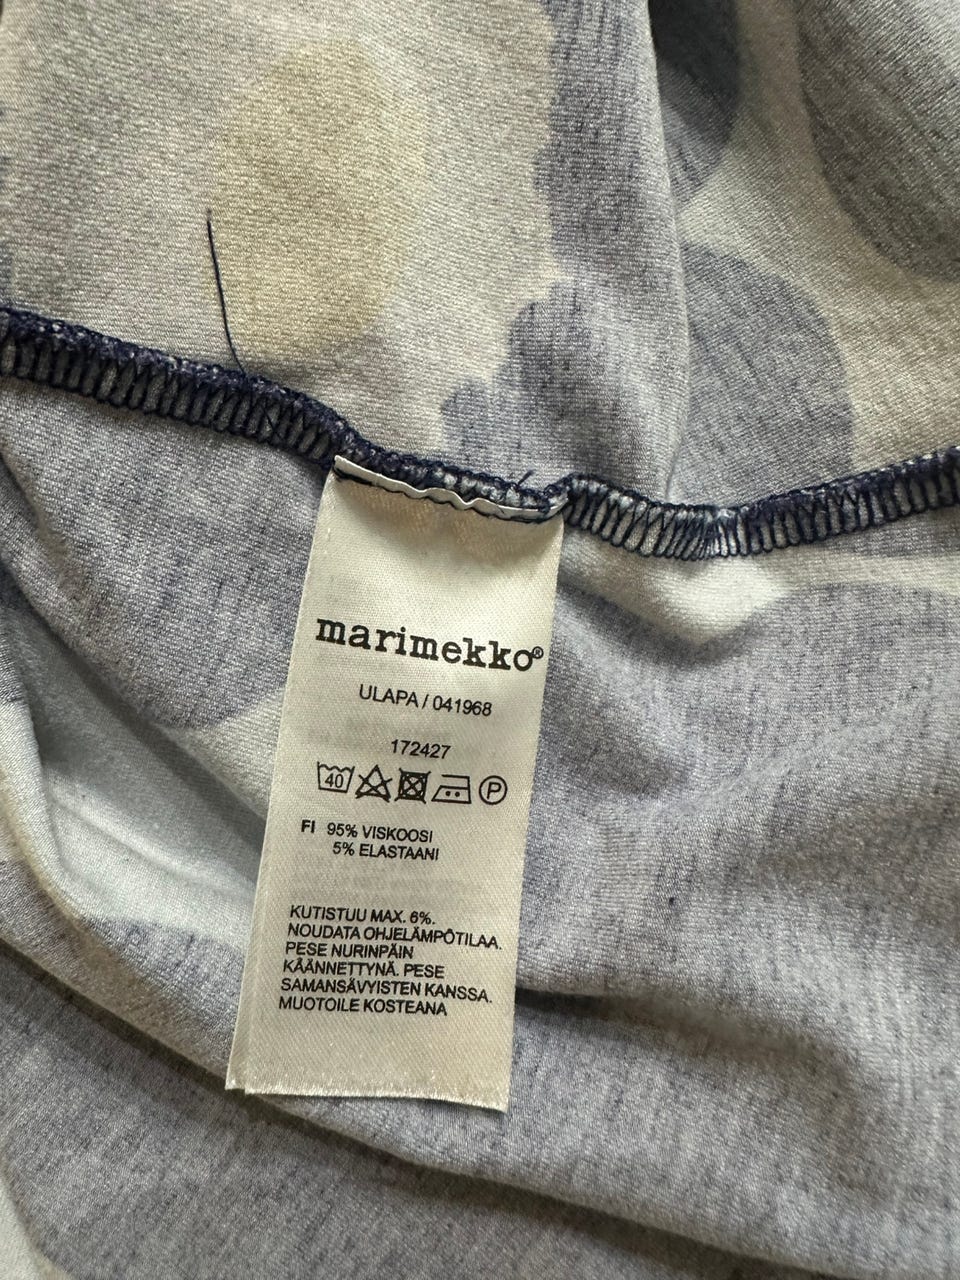 marimekko®
ULAPA / 041968
172427
40 P
FI 95% VISKOOSI
5% ELASTAANI
KUTISTUU MAX. 6%.
NOUDATA OHJELÄMPÖTILAA.
PESE NURINPÄIN
KÄÄNNETTYNÄ. PESE
SAMANSÄVYISTEN KANSSA.
MUOTOILE KOSTEANA